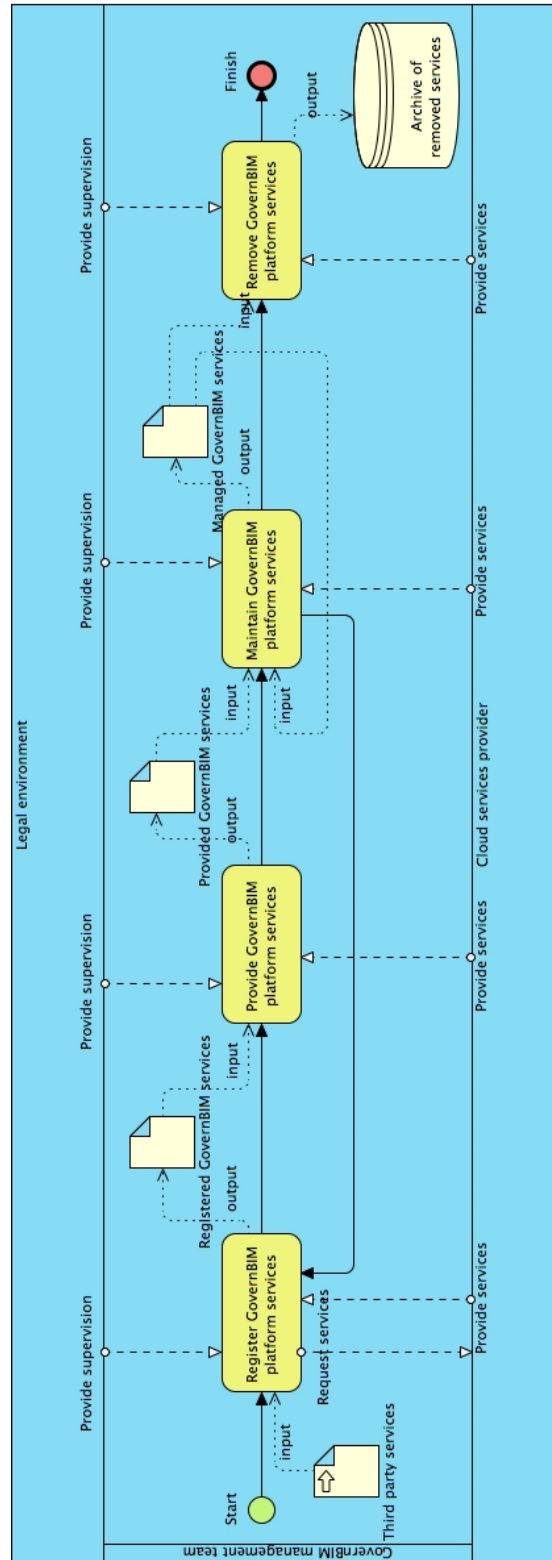 Legal environment
GovernBIM management team
Provide supervision
Provide supervision
Provide supervision
Provide supervision
Start
Register GovernBIM
platform services
Provide GovernBIM
platform services
Maintain GovernBIM
platform services
Remove GovernBIM
platform services
Finish
input
Third party services
output
Registered GovernBIM services
input
output
Provided GovernBIM services
input
input
output
Managed GovernBIM services
input
output
Archive of
removed services
Request services
Provide services
Provide services
Provide services
Provide services
Cloud services provider